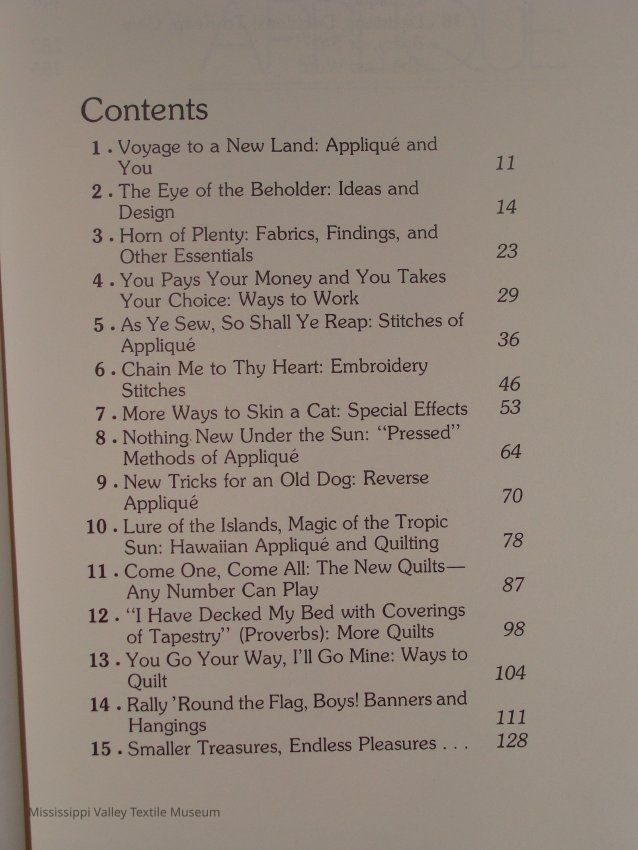 Contents
1 . Voyage to a New Land: Appliqué and
You 11
2 . The Eye of the Beholder: Ideas and
Design 14
3 . Horn of Plenty: Fabrics, Findings, and
Other Essentials 23
4 . You Pays Your Money and You Takes
Your Choice: Ways to Work 29
5 . As Ye Sew, So Shall Ye Reap: Stitches of
Appliqué 36
6 . Chain Me to Thy Heart: Embroidery
Stitches 46
7 . More Ways to Skin a Cat: Special Effects 53
8 . Nothing New Under the Sun: "Pressed"
Methods of Appliqué 64
9 . New Tricks for an Old Dog: Reverse
Appliqué 70
10 . Lure of the Islands, Magic of the Tropic
Sun: Hawaiian Appliqué and Quilting 78
11 . Come One, Come All: The New Quilts—
Any Number Can Play 87
12 . "I Have Decked My Bed with Coverings
of Tapestry" (Proverbs): More Quilts 98
13 . You Go Your Way, I'll Go Mine: Ways to
Quilt 104
14 . Rally 'Round the Flag, Boys! Banners and
Hangings 111
15 . Smaller Treasures, Endless Pleasures . . . 128
Mississippi Valley Textile Museum